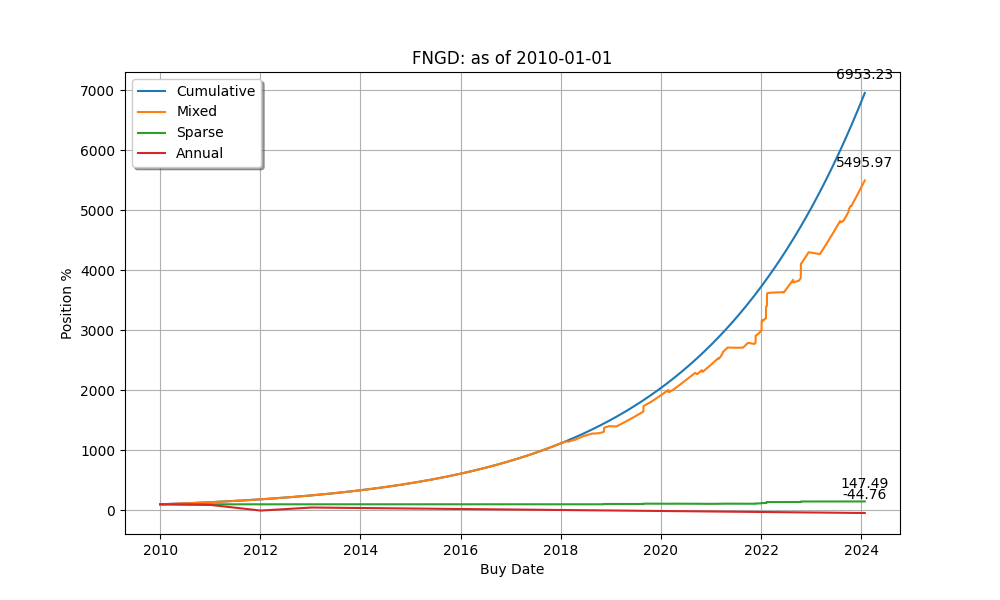 FNGD: as of 2010-01-01
6953.23
7000
Cumulative
Mixed
Sparse
Annual
6000
5495.97
5000
4000
3000
2000
1000
147.49
-44.76
0
Position %
2010 2012 2014 2016 2018 2020 2022 2024
Buy Date